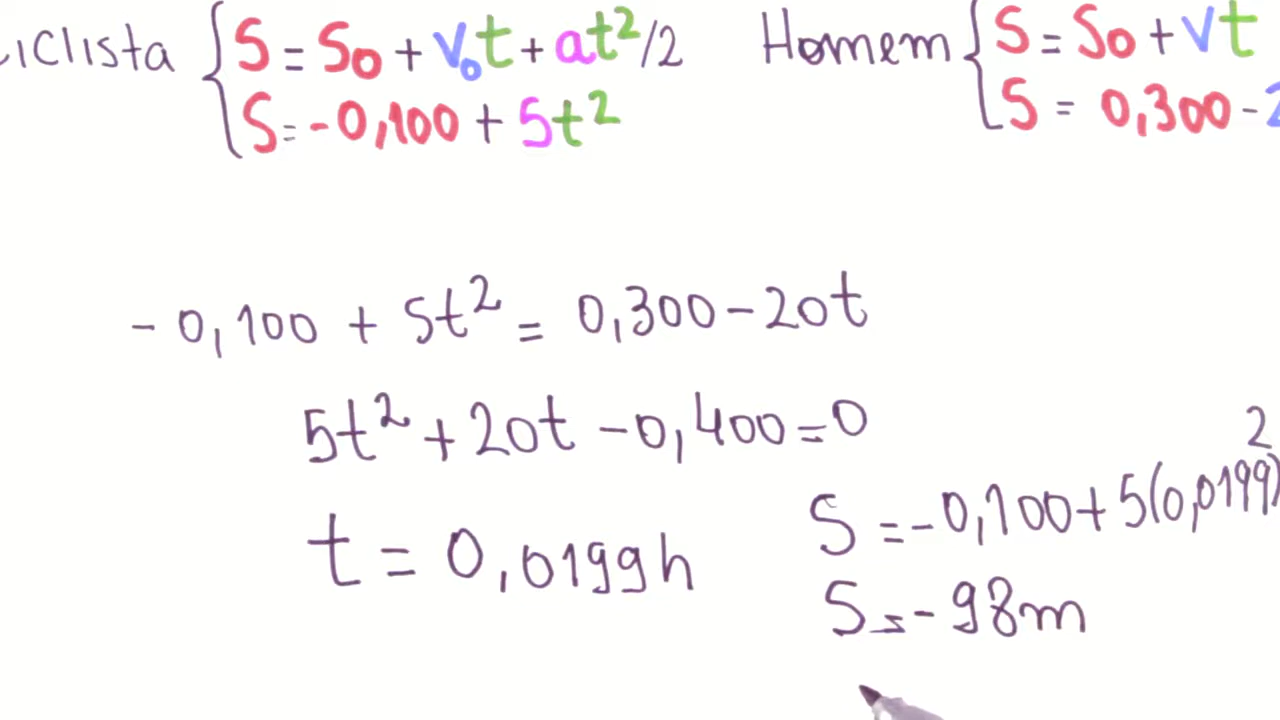 iclista { S = S₀ + v₀t + at²/2
S = -0,100 + 5t²
Homem { S = S₀ + vt
S = 0,300 - 2
-0,100 + 5t² = 0,300 - 20t
5t² + 20t - 0,400 = 0
t = 0,0199h
S = -0,100 + 5(0,0199)²
S = -98m